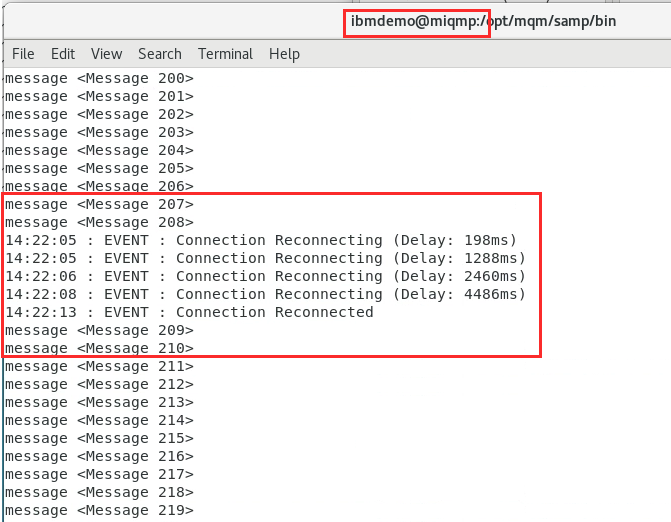 ibmdemo@miqmp:/opt/mqm/samp/bin
File Edit View Search Terminal Help
message <Message 200>
message <Message 201>
message <Message 202>
message <Message 203>
message <Message 204>
message <Message 205>
message <Message 206>
message <Message 207>
message <Message 208>
14:22:05 : EVENT : Connection Reconnecting (Delay: 198ms)
14:22:05 : EVENT : Connection Reconnecting (Delay: 1288ms)
14:22:06 : EVENT : Connection Reconnecting (Delay: 2460ms)
14:22:08 : EVENT : Connection Reconnecting (Delay: 4486ms)
14:22:13 : EVENT : Connection Reconnected
message <Message 209>
message <Message 210>
message <Message 211>
message <Message 212>
message <Message 213>
message <Message 214>
message <Message 215>
message <Message 216>
message <Message 217>
message <Message 218>
message <Message 219>